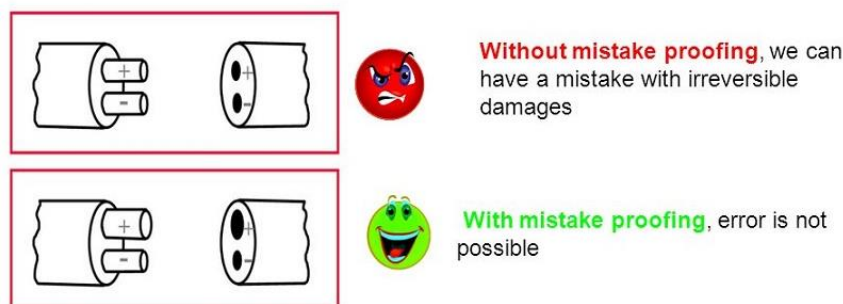 +
-
+
-
Without mistake proofing, we can
have a mistake with irreversible
damages
+
-
+
-
With mistake proofing, error is not
possible